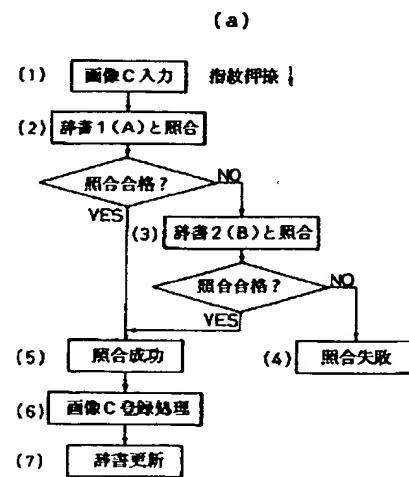 (a)
(1) 画像C入力 指紋押捺 ↓
(2) 辞書1(A)と照合
照合合格? NO
YES
(3) 辞書2(B)と照合
照合合格? NO
YES
(5) 照合成功 (4) 照合失敗
(6) 画像C登録処理
(7) 辞書更新